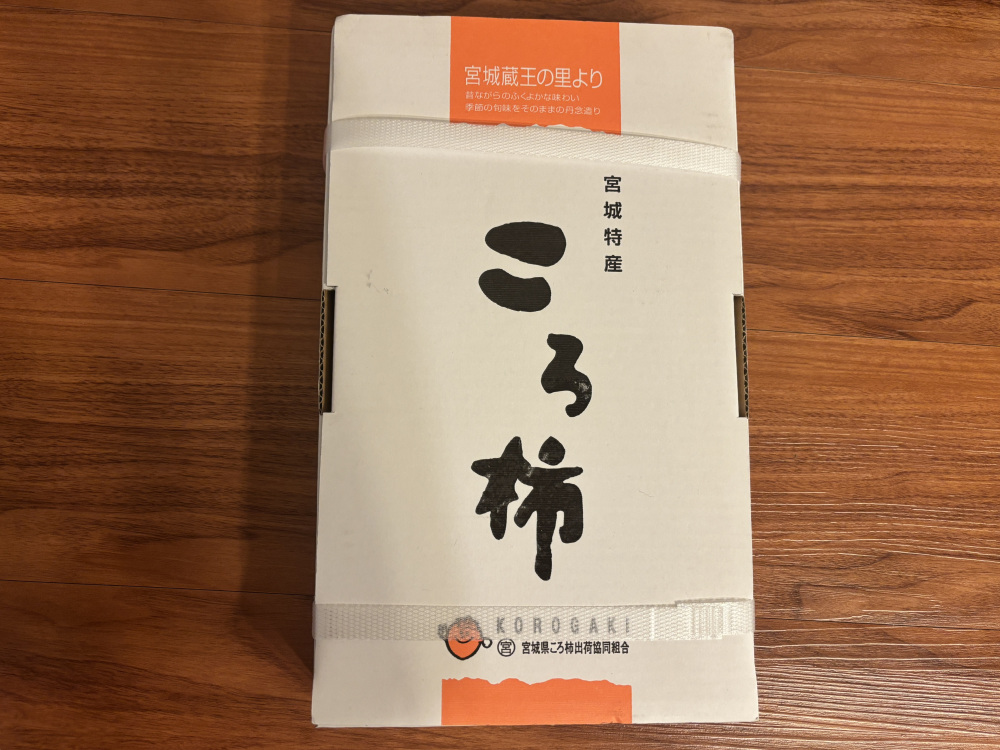 宮城蔵王の里より
昔ながらのふくよかな味わい
季節の旬味をそのままの丹念造り
宮城特産
ころ柿
KOROGAKI
宮 宮城県ころ柿出荷協同組合